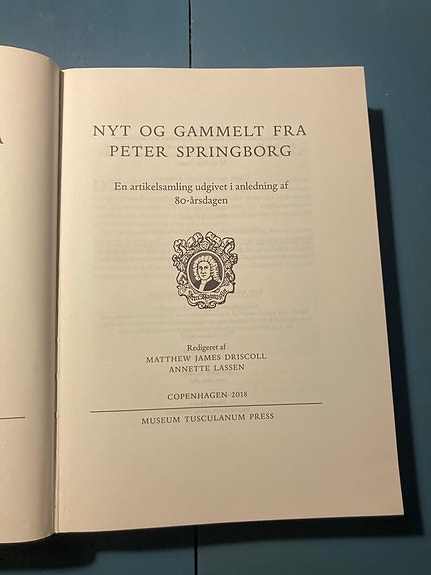 NYT OG GAMMELT FRA
PETER SPRINGBORG
En artikelsamling udgivet i anledning af
80-årsdagen
Redigeret af
MATTHEW JAMES DRISCOLL
ANNETTE LASSEN
COPENHAGEN 2018
MUSEUM TUSCULANUM PRESS